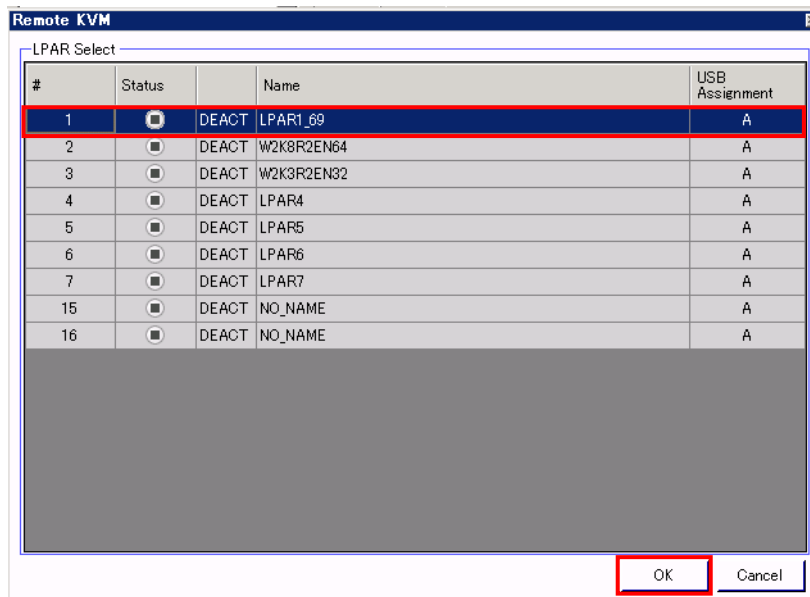 Remote KVM
LPAR Select
# Status Name USB Assignment
1 DEACT LPAR1_69 A
2 DEACT W2K8R2EN64 A
3 DEACT W2K3R2EN32 A
4 DEACT LPAR4 A
5 DEACT LPAR5 A
6 DEACT LPAR6 A
7 DEACT LPAR7 A
15 DEACT NO_NAME A
16 DEACT NO_NAME A
OK Cancel